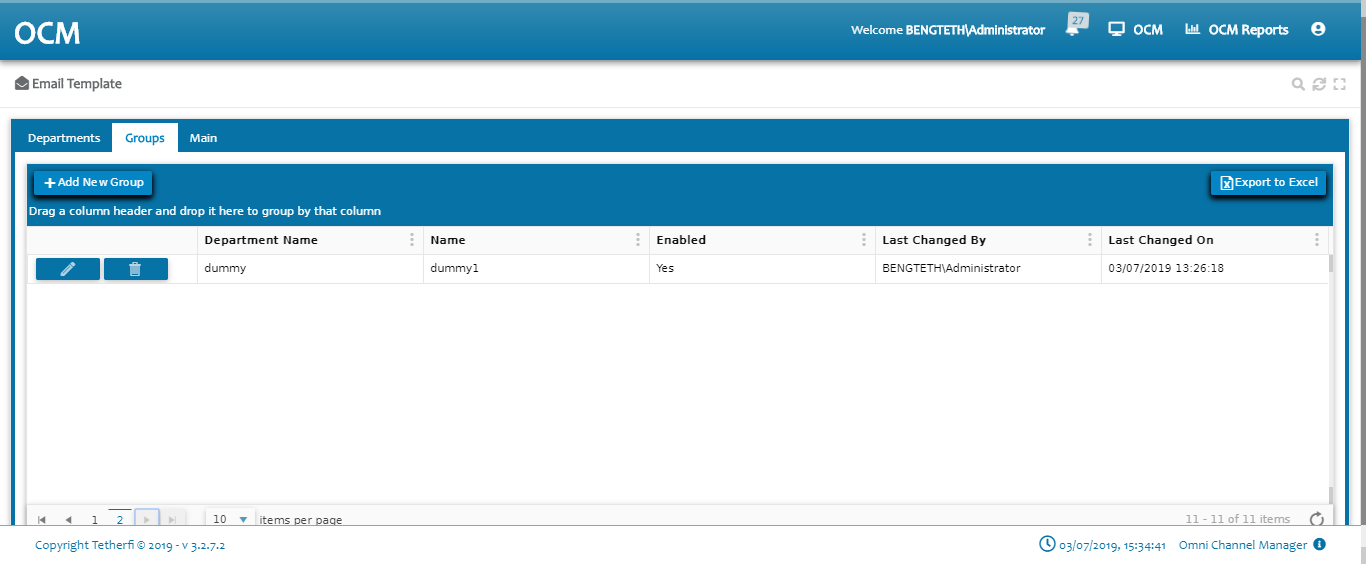 OCM
Welcome BENGTETH\Administrator 27 OCM OCM Reports
Email Template
Departments Groups Main
Add New Group Export to Excel
Drag a column header and drop it here to group by that column
Department Name Name Enabled Last Changed By Last Changed On
dummy dummy1 Yes BENGTETH\Administrator 03/07/2019 13:26:18
1 2 10 items per page 11 - 11 of 11 items
Copyright Tetherfi © 2019 - v 3.2.7.2 03/07/2019, 15:34:41 Omni Channel Manager